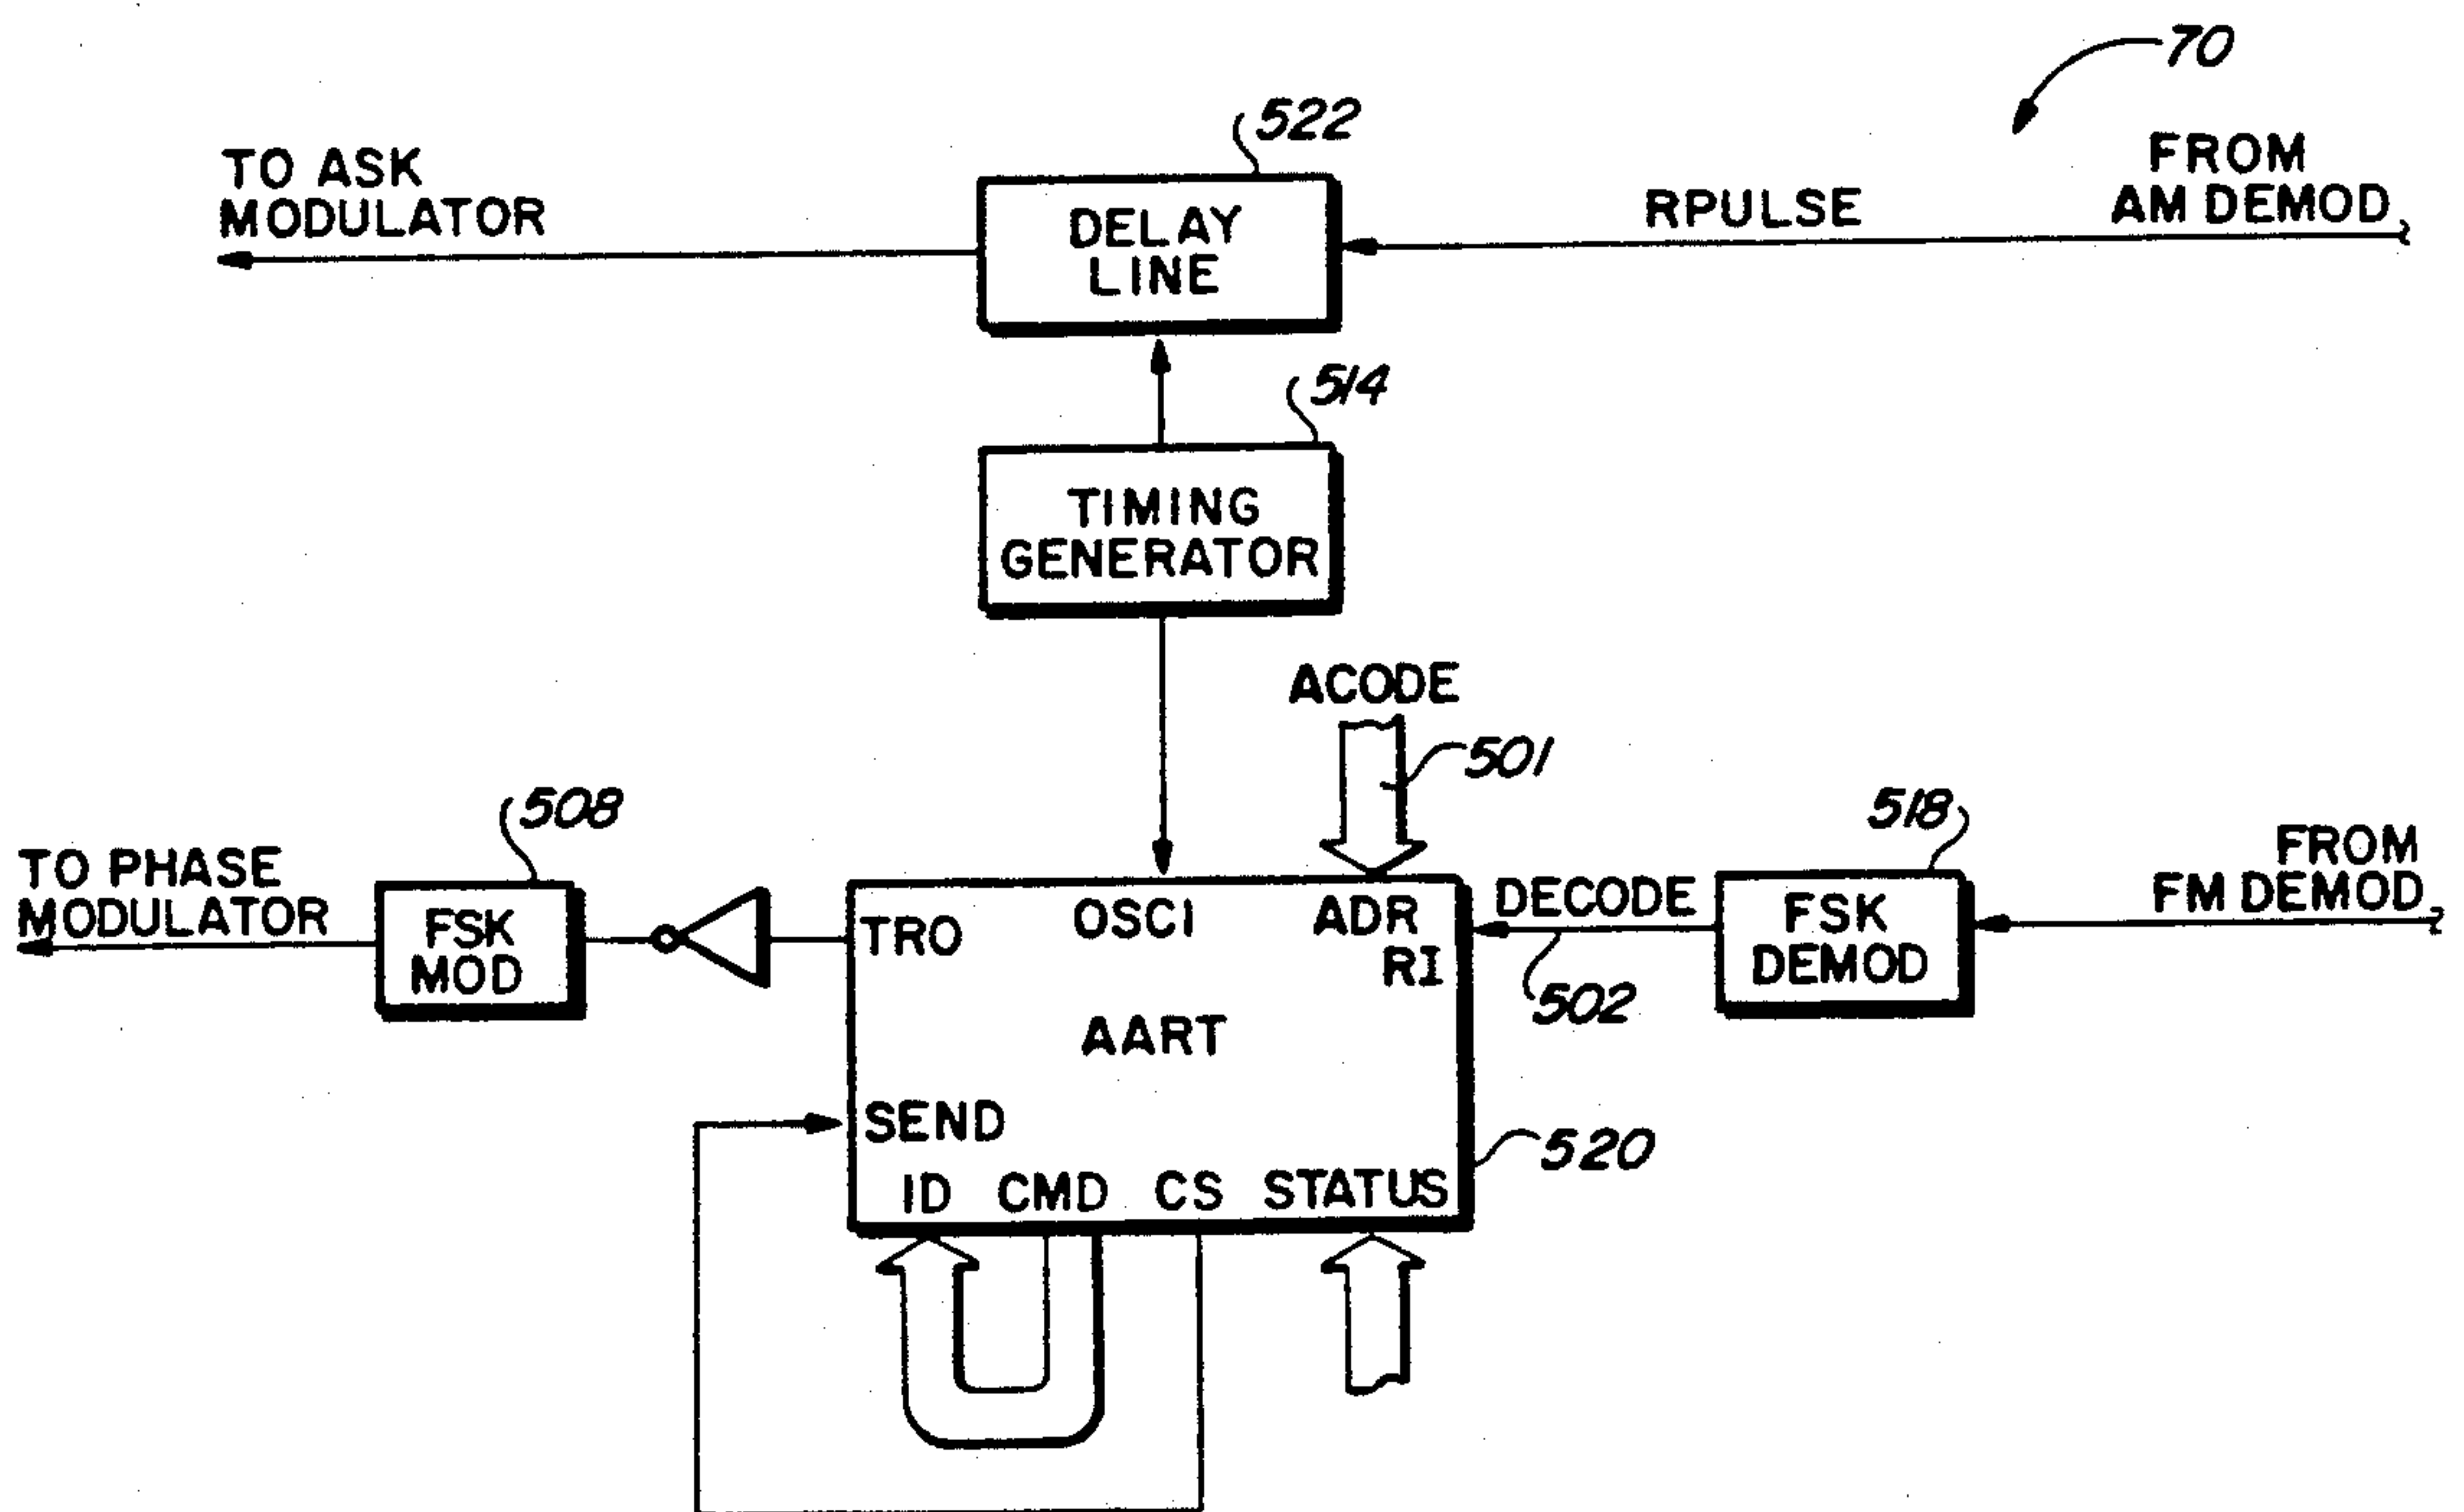 70
522
TO ASK
MODULATOR
DELAY
LINE
RPULSE
FROM
AM DEMOD
514
TIMING
GENERATOR
ACODE
501
508
518
TO PHASE
MODULATOR
FSK
MOD
TRO
OSCI
ADR
RI
DECODE
502
FSK
DEMOD
FROM
FM DEMOD
AART
SEND
520
ID CMD CS STATUS